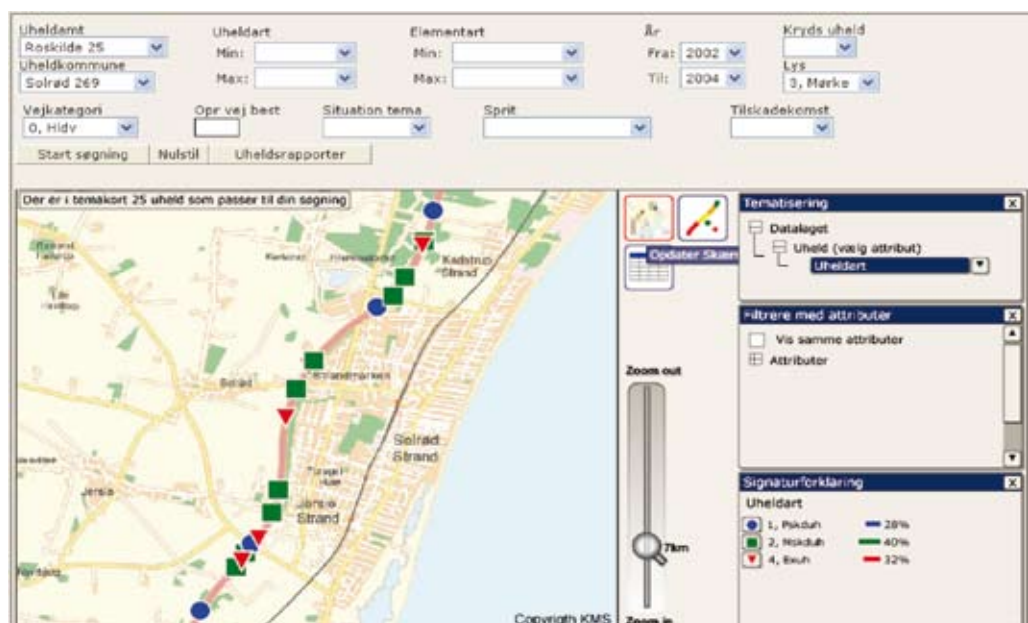 Uheldamt Uheldart Elementart År Kryds uheld
Roskilde 25 Min: Min: Fra: 2002
Uheldkommune Lys
Solrød 269 Max: Max: Til: 2004 3, Mørke
Vejkategori Opr vej best Situation tema Sprit Tilskadekomst
0, Hldv
Start søgning Nulstil Uheldsrapporter
Der er i temakort 25 uheld som passer til din søgning
Karlstrup
Strand
Solrød
Solrød
Strand
Jersie
Jersie
Strand
Copyrigth KMS
Opdater Skærm
Zoom out
7km
Zoom in
Tematisering
Datalaget
Uheld (vælg attribut)
Uheldart
Filtrere med attributer
Vis samme attributer
Attributer
Signaturforklaring
Uheldart
1, Pskduh 28%
2, Mskduh 40%
4, Exuh 32%